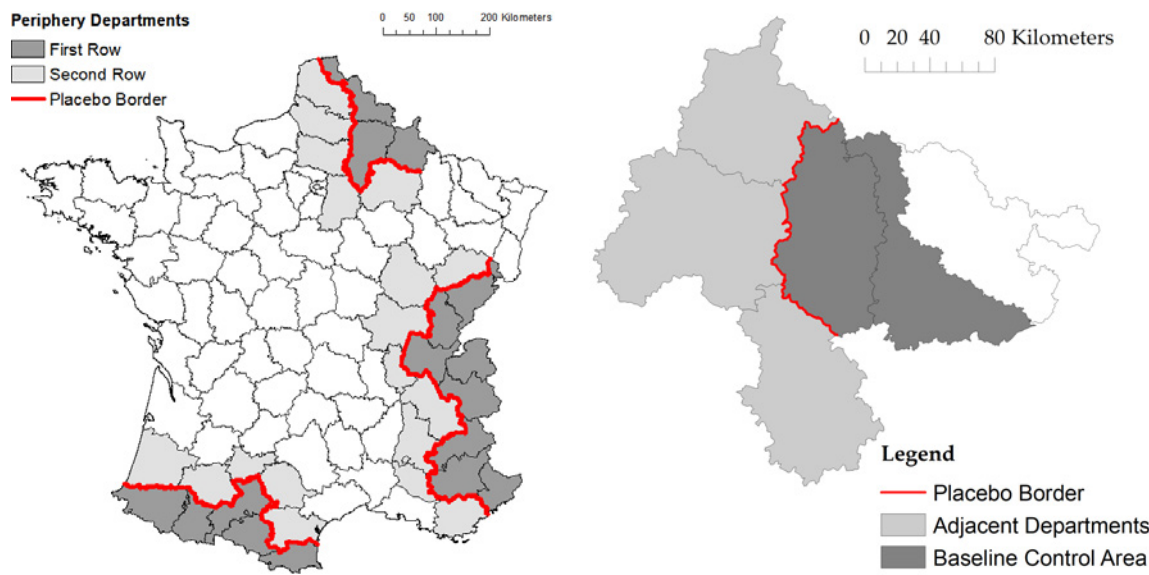 Periphery Departments
First Row
Second Row
Placebo Border
0 50 100 200 Kilometers
0 20 40 80 Kilometers
Legend
Placebo Border
Adjacent Departments
Baseline Control Area